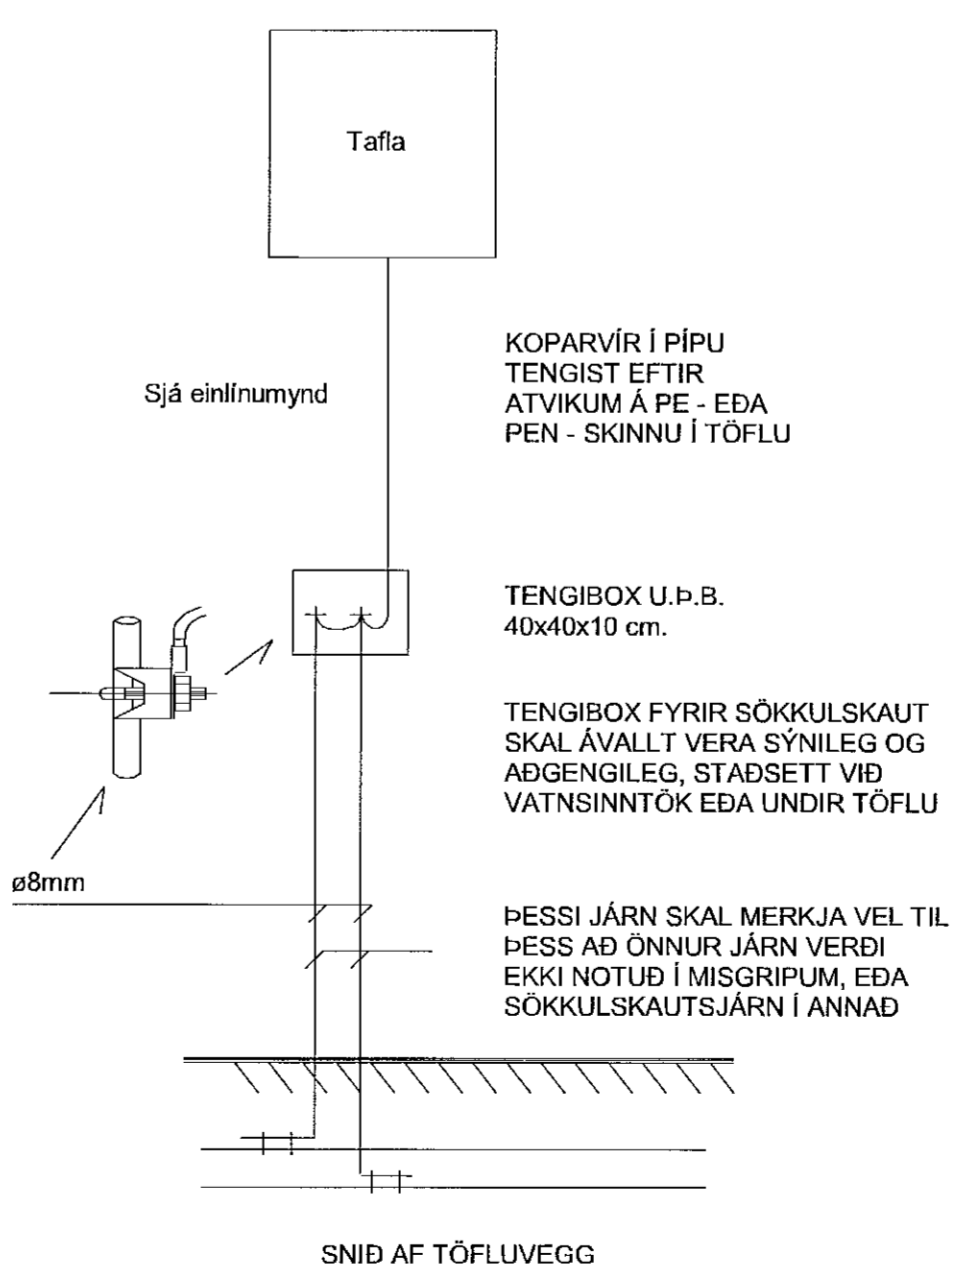 Tafla
KOPARVÍR Í PÍPU
TENGIST EFTIR
ATVIKUM Á PE - EÐA
PEN - SKINNU Í TÖFLU
Sjá einlínumynd
TENGIBOX U.Þ.B.
40x40x10 cm.
TENGIBOX FYRIR SÖKKULSKAUT
SKAL ÁVALLT VERA SÝNILEG OG
AÐGENGILEG, STAÐSETT VIÐ
VATNSINNTÖK EÐA UNDIR TÖFLU
ø8mm
ÞESSI JÁRN SKAL MERKJA VEL TIL
ÞESS AÐ ÖNNUR JÁRN VERÐI
EKKI NOTUÐ Í MISGRIPUM, EÐA
SÖKKULSKAUTSJÁRN Í ANNAÐ
SNIÐ AF TÖFLUVEGG